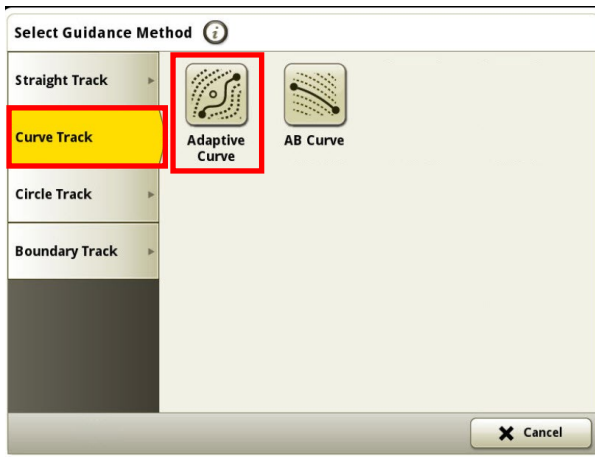 Select Guidance Method i
Straight Track
Curve Track
Circle Track
Boundary Track
Adaptive
Curve
AB Curve
Cancel